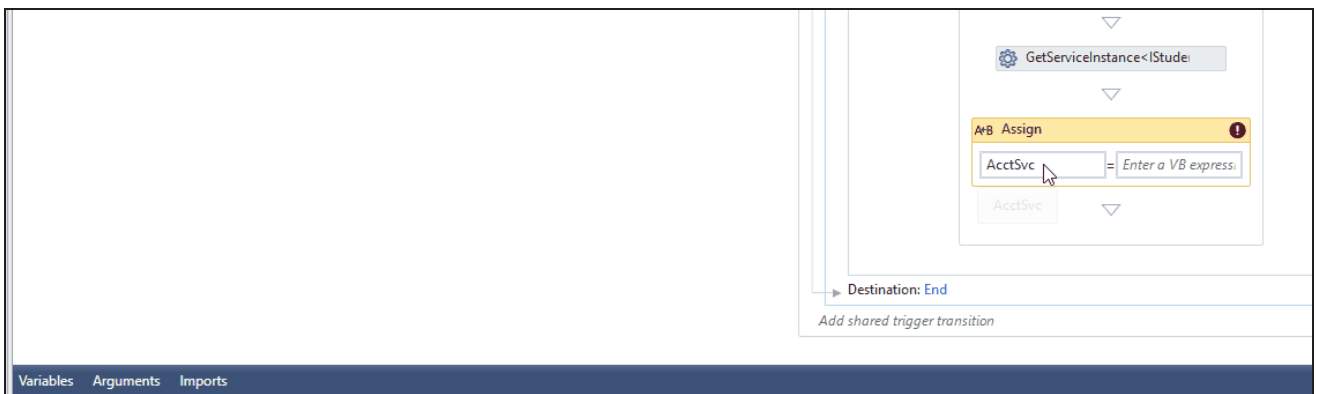 GetServiceInstance<IStude
A+B Assign
AcctSvc = Enter a VB express
AcctSvc
Destination: End
Add shared trigger transition
Variables Arguments Imports